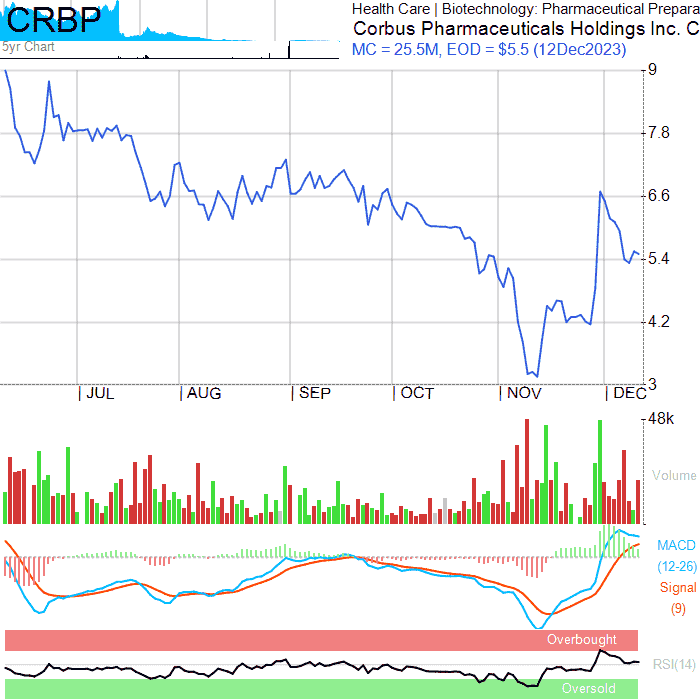 CRBP
5yr Chart
Health Care | Biotechnology: Pharmaceutical Prepara
Corbus Pharmaceuticals Holdings Inc. C
MC = 25.5M, EOD = $5.5 (12Dec2023)
9
7.8
6.6
5.4
4.2
3
JUL
AUG
SEP
OCT
NOV
DEC
48k
Volume
MACD
(12-26)
Signal
(9)
Overbought
RSI(14)
Oversold